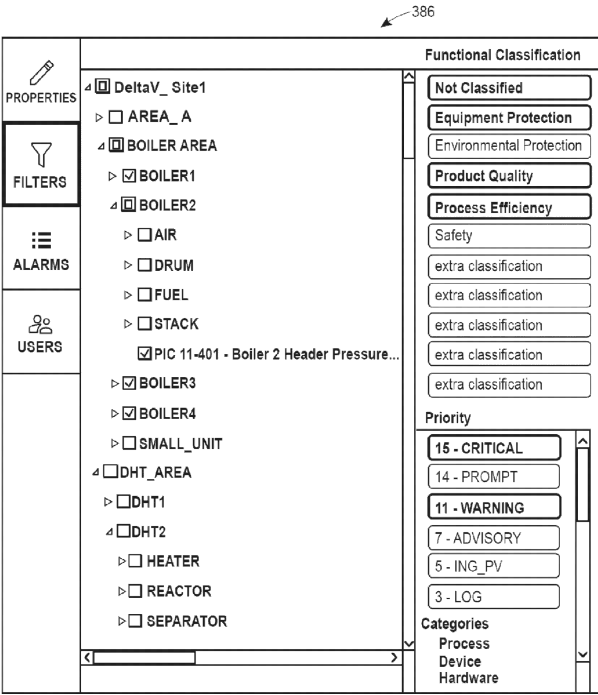 386
PROPERTIES
FILTERS
ALARMS
USERS
DeltaV_ Site1
AREA_ A
BOILER AREA
BOILER1
BOILER2
AIR
DRUM
FUEL
STACK
PIC 11-401 - Boiler 2 Header Pressure...
BOILER3
BOILER4
SMALL_UNIT
DHT_AREA
DHT1
DHT2
HEATER
REACTOR
SEPARATOR
Functional Classification
Not Classified
Equipment Protection
Environmental Protection
Product Quality
Process Efficiency
Safety
extra classification
extra classification
extra classification
extra classification
extra classification
Priority
15 - CRITICAL
14 - PROMPT
11 - WARNING
7 - ADVISORY
5 - ING_PV
3 - LOG
Categories
Process
Device
Hardware